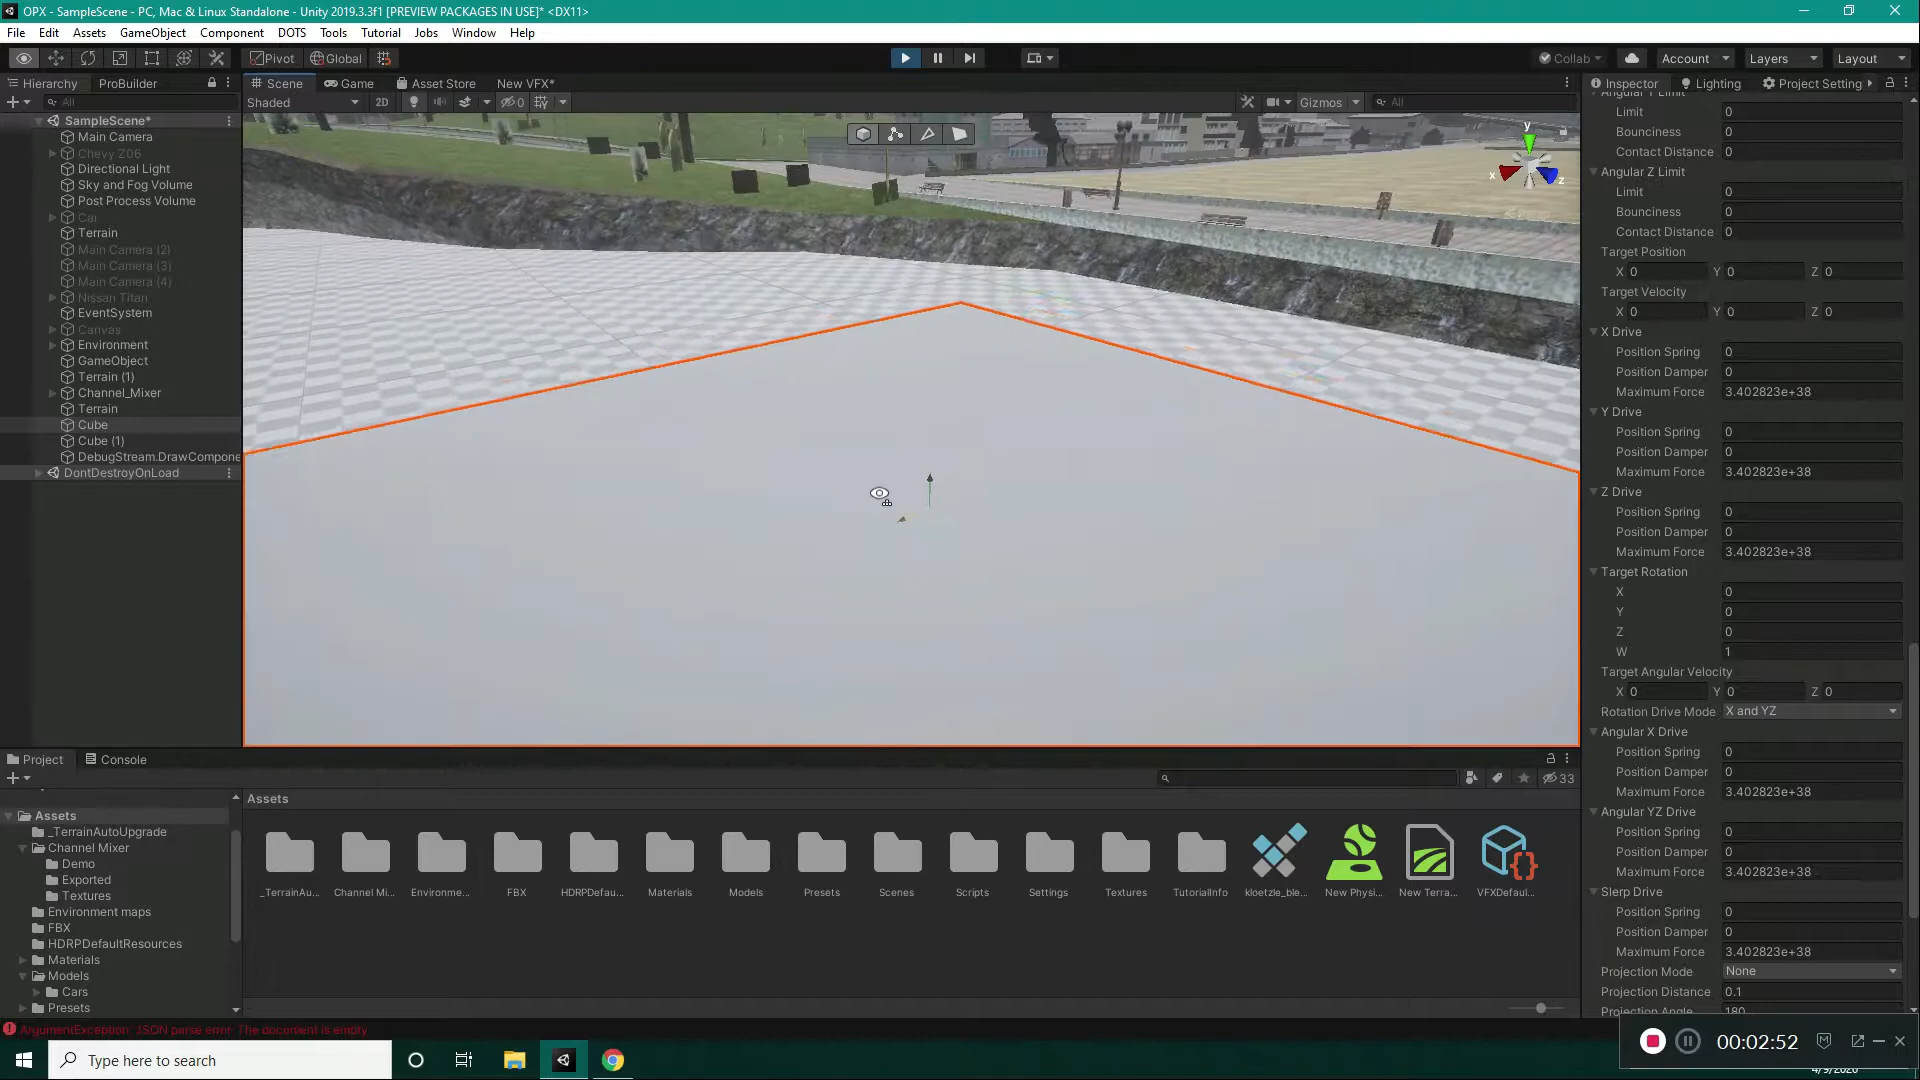 OPX - SampleScene - PC, Mac & Linux Standalone - Unity 2019.3.3f1 [PREVIEW PACKAGES IN USE]* <DX11>
File Edit Assets GameObject Component DOTS Tools Tutorial Jobs Window Help
Pivot Global Collab Account Layers Layout
Hierarchy ProBuilder Scene Game Asset Store New VFX* Inspector Lighting Project Setting
All Shaded 2D 0 Gizmos All
SampleScene*
Main Camera
Chevy Z06
Directional Light
Sky and Fog Volume
Post Process Volume
Car
Terrain
Main Camera (2)
Main Camera (3)
Main Camera (4)
Nissan Titan
EventSystem
Canvas
Environment
GameObject
Terrain (1)
Channel_Mixer
Terrain
Cube
Cube (1)
DebugStream.DrawCompone
DontDestroyOnLoad
y
x
z
Angular Y Limit
Limit 0
Bounciness 0
Contact Distance 0
Angular Z Limit
Limit 0
Bounciness 0
Contact Distance 0
Target Position
X 0 Y 0 Z 0
Target Velocity
X 0 Y 0 Z 0
X Drive
Position Spring 0
Position Damper 0
Maximum Force 3.402823e+38
Y Drive
Position Spring 0
Position Damper 0
Maximum Force 3.402823e+38
Z Drive
Position Spring 0
Position Damper 0
Maximum Force 3.402823e+38
Target Rotation
X 0
Y 0
Z 0
W 1
Target Angular Velocity
X 0 Y 0 Z 0
Rotation Drive Mode X and YZ
Angular X Drive
Position Spring 0
Position Damper 0
Maximum Force 3.402823e+38
Angular YZ Drive
Position Spring 0
Position Damper 0
Maximum Force 3.402823e+38
Slerp Drive
Position Spring 0
Position Damper 0
Maximum Force 3.402823e+38
Projection Mode None
Projection Distance 0.1
Projection Angle 180
Project Console
33
Assets
_TerrainAutoUpgrade
Channel Mixer
Demo
Exported
Textures
Environment maps
FBX
HDRPDefaultResources
Materials
Models
Cars
Presets
Assets
_TerrainAu... Channel Mi... Environme... FBX HDRPDefau... Materials Models Presets Scenes Scripts Settings Textures TutorialInfo kloetzle_ble... New Physi... New Terra... VFXDefaul...
ArgumentException: JSON parse error: The document is empty.
Type here to search
00:02:52
4/9/2020